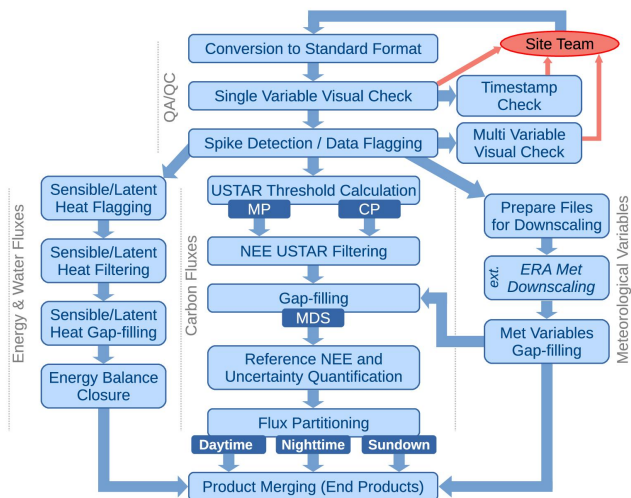 Site Team
Conversion to Standard Format
QA/QC
Single Variable Visual Check
Timestamp
Check
Spike Detection / Data Flagging
Multi Variable
Visual Check
Energy & Water Fluxes
Sensible/Latent
Heat Flagging
Sensible/Latent
Heat Filtering
Sensible/Latent
Heat Gap-filling
Energy Balance
Closure
Carbon Fluxes
USTAR Threshold Calculation
MP
CP
NEE USTAR Filtering
Gap-filling
MDS
Reference NEE and
Uncertainty Quantification
Flux Partitioning
Daytime
Nighttime
Sundown
Meteorological Variables
Prepare Files
for Downscaling
ext.
ERA Met
Downscaling
Met Variables
Gap-filling
Product Merging (End Products)